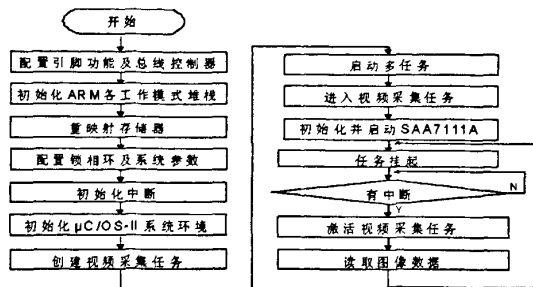 开始
配置引脚功能及总线控制器
初始化ARM各工作模式堆栈
重映射存储器
配置锁相环及系统参数
初始化中断
初始化μC/OS-II系统环境
创建视频采集任务
启动多任务
进入视频采集任务
初始化并启动SAA7111A
任务挂起
有中断
N
Y
激活视频采集任务
读取图像数据